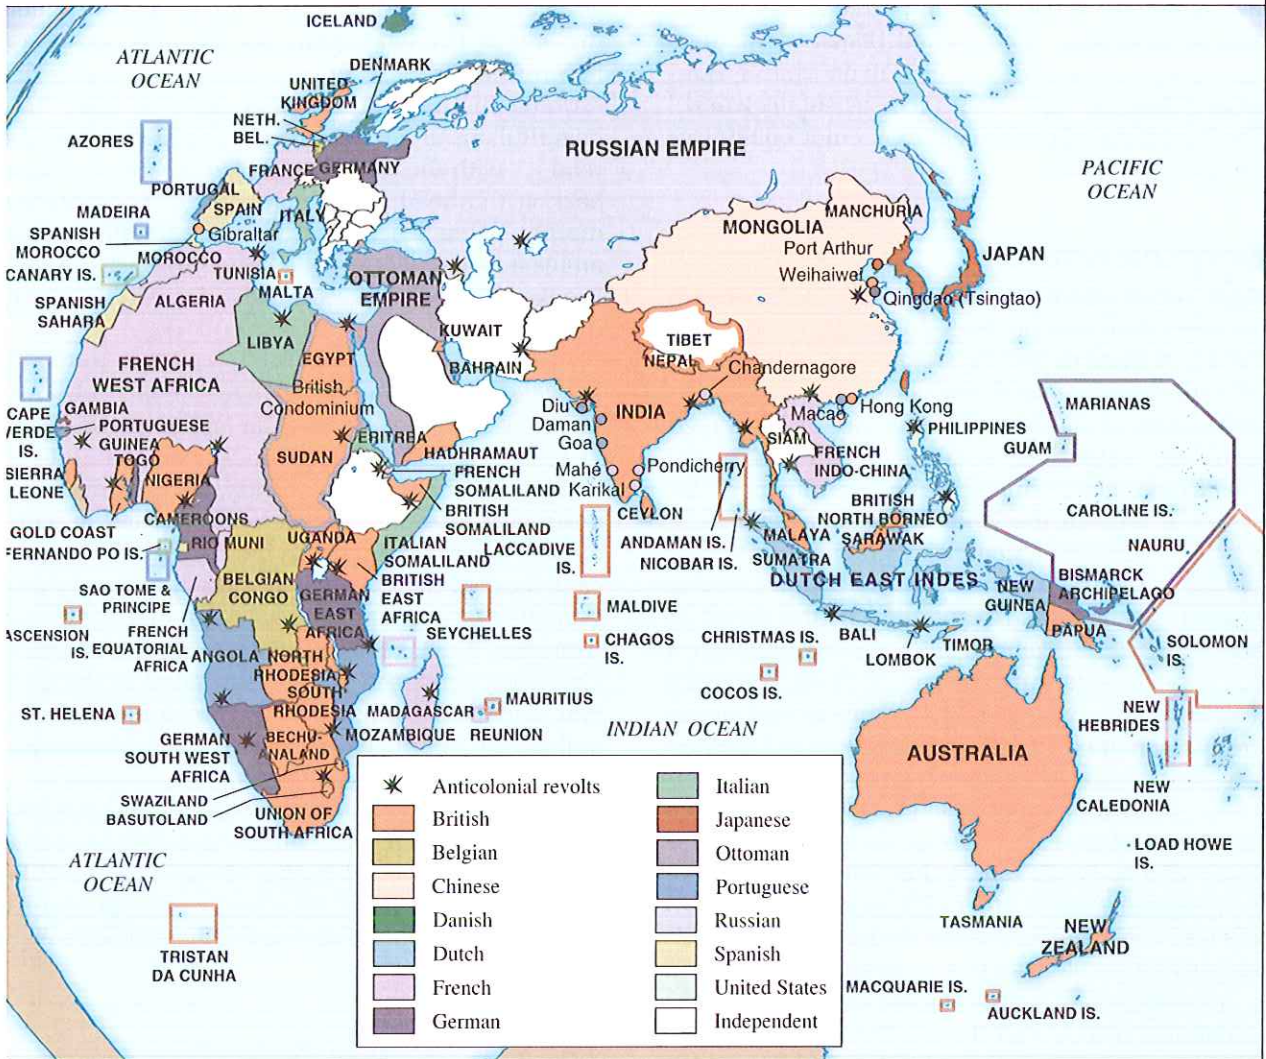 ICELAND
ATLANTIC
OCEAN
DENMARK
UNITED
KINGDOM
NETH.
BEL.
AZORES
RUSSIAN EMPIRE
PACIFIC
OCEAN
FRANCE
GERMANY
PORTUGAL
SPAIN
ITALY
MADEIRA
Gibraltar
SPANISH
MOROCCO
MOROCCO
CANARY IS.
TUNISIA
MALTA
SPANISH
SAHARA
ALGERIA
OTTOMAN
EMPIRE
MONGOLIA
MANCHURIA
Port Arthur
Weihaiwei
JAPAN
Qingdao (Tsingtao)
LIBYA
EGYPT
KUWAIT
BAHRAIN
TIBET
NEPAL
Chandernagore
FRENCH
WEST AFRICA
British
Condominium
Diu
Daman
Goa
INDIA
Macao
Hong Kong
MARIANAS
GUAM
CAPE
VERDE
IS.
GAMBIA
PORTUGUESE
GUINEA
TOGO
SIERRA
LEONE
NIGERIA
SUDAN
ERITREA
HADHRAMAUT
FRENCH
SOMALILAND
BRITISH
SOMALILAND
Mahé
Karikal
Pondicherry
SIAM
FRENCH
INDO-CHINA
PHILIPPINES
GOLD COAST
FERNANDO PO IS.
CAMEROONS
RIO MUNI
UGANDA
ITALIAN
SOMALILAND
LACCADIVE
IS.
CEYLON
ANDAMAN IS.
NICOBAR IS.
MALAYA
SUMATRA
BRITISH
NORTH BORNEO
SARAWAK
CAROLINE IS.
NAURU
DUTCH EAST INDES
NEW
GUINEA
BISMARCK
ARCHIPELAGO
PAPUA
SOLOMON
IS.
SAO TOME &
PRINCIPE
BELGIAN
CONGO
GERMAN
EAST
AFRICA
BRITISH
EAST
AFRICA
SEYCHELLES
MALDIVE
CHAGOS
IS.
CHRISTMAS IS.
COCOS IS.
BALI
LOMBOK
TIMOR
ASCENSION
IS.
FRENCH
EQUATORIAL
AFRICA
ANGOLA
NORTH
RHODESIA
SOUTH
RHODESIA
MADAGASCAR
MAURITIUS
REUNION
MOZAMBIQUE
INDIAN OCEAN
ST. HELENA
GERMAN
SOUTH WEST
AFRICA
BECHU-
ANALAND
SWAZILAND
BASUTOLAND
UNION OF
SOUTH AFRICA
AUSTRALIA
NEW
HEBRIDES
NEW
CALEDONIA
LOAD HOWE
IS.
ATLANTIC
OCEAN
TRISTAN
DA CUNHA
TASMANIA
NEW
ZEALAND
MACQUARIE IS.
AUCKLAND IS.
Anticolonial revolts
British
Belgian
Chinese
Danish
Dutch
French
German
Italian
Japanese
Ottoman
Portuguese
Russian
Spanish
United States
Independent